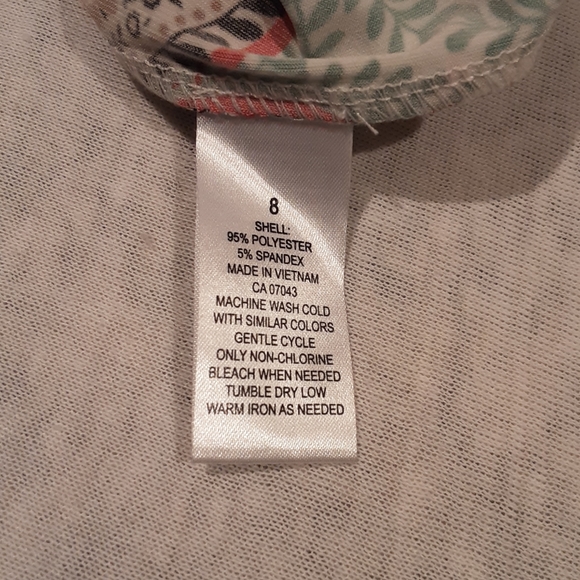 8
SHELL:
95% POLYESTER
5% SPANDEX
MADE IN VIETNAM
CA 07043
MACHINE WASH COLD
WITH SIMILAR COLORS
GENTLE CYCLE
ONLY NON-CHLORINE
BLEACH WHEN NEEDED
TUMBLE DRY LOW
WARM IRON AS NEEDED